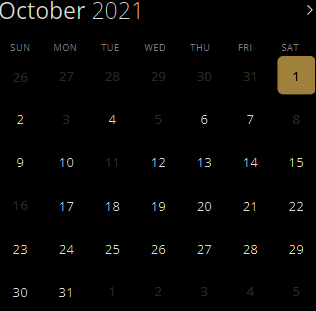 October 2021
SUN MON TUE WED THU FRI SAT
26 27 28 29 30 31 1
2 3 4 5 6 7 8
9 10 11 12 13 14 15
16 17 18 19 20 21 22
23 24 25 26 27 28 29
30 31 1 2 3 4 5